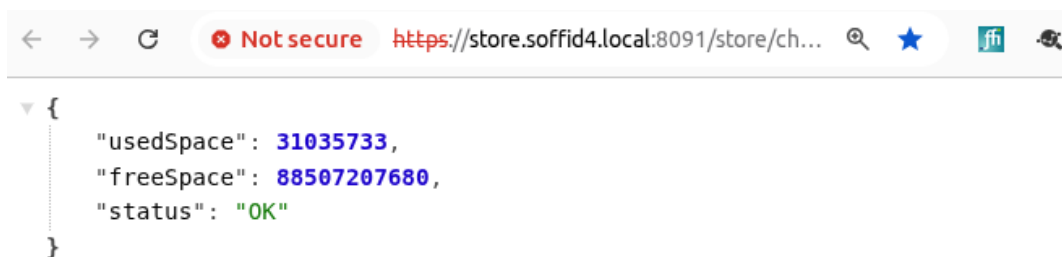 Not secure https://store.soffid4.local:8091/store/ch...
{
"usedSpace": 31035733,
"freeSpace": 88507207680,
"status": "OK"
}